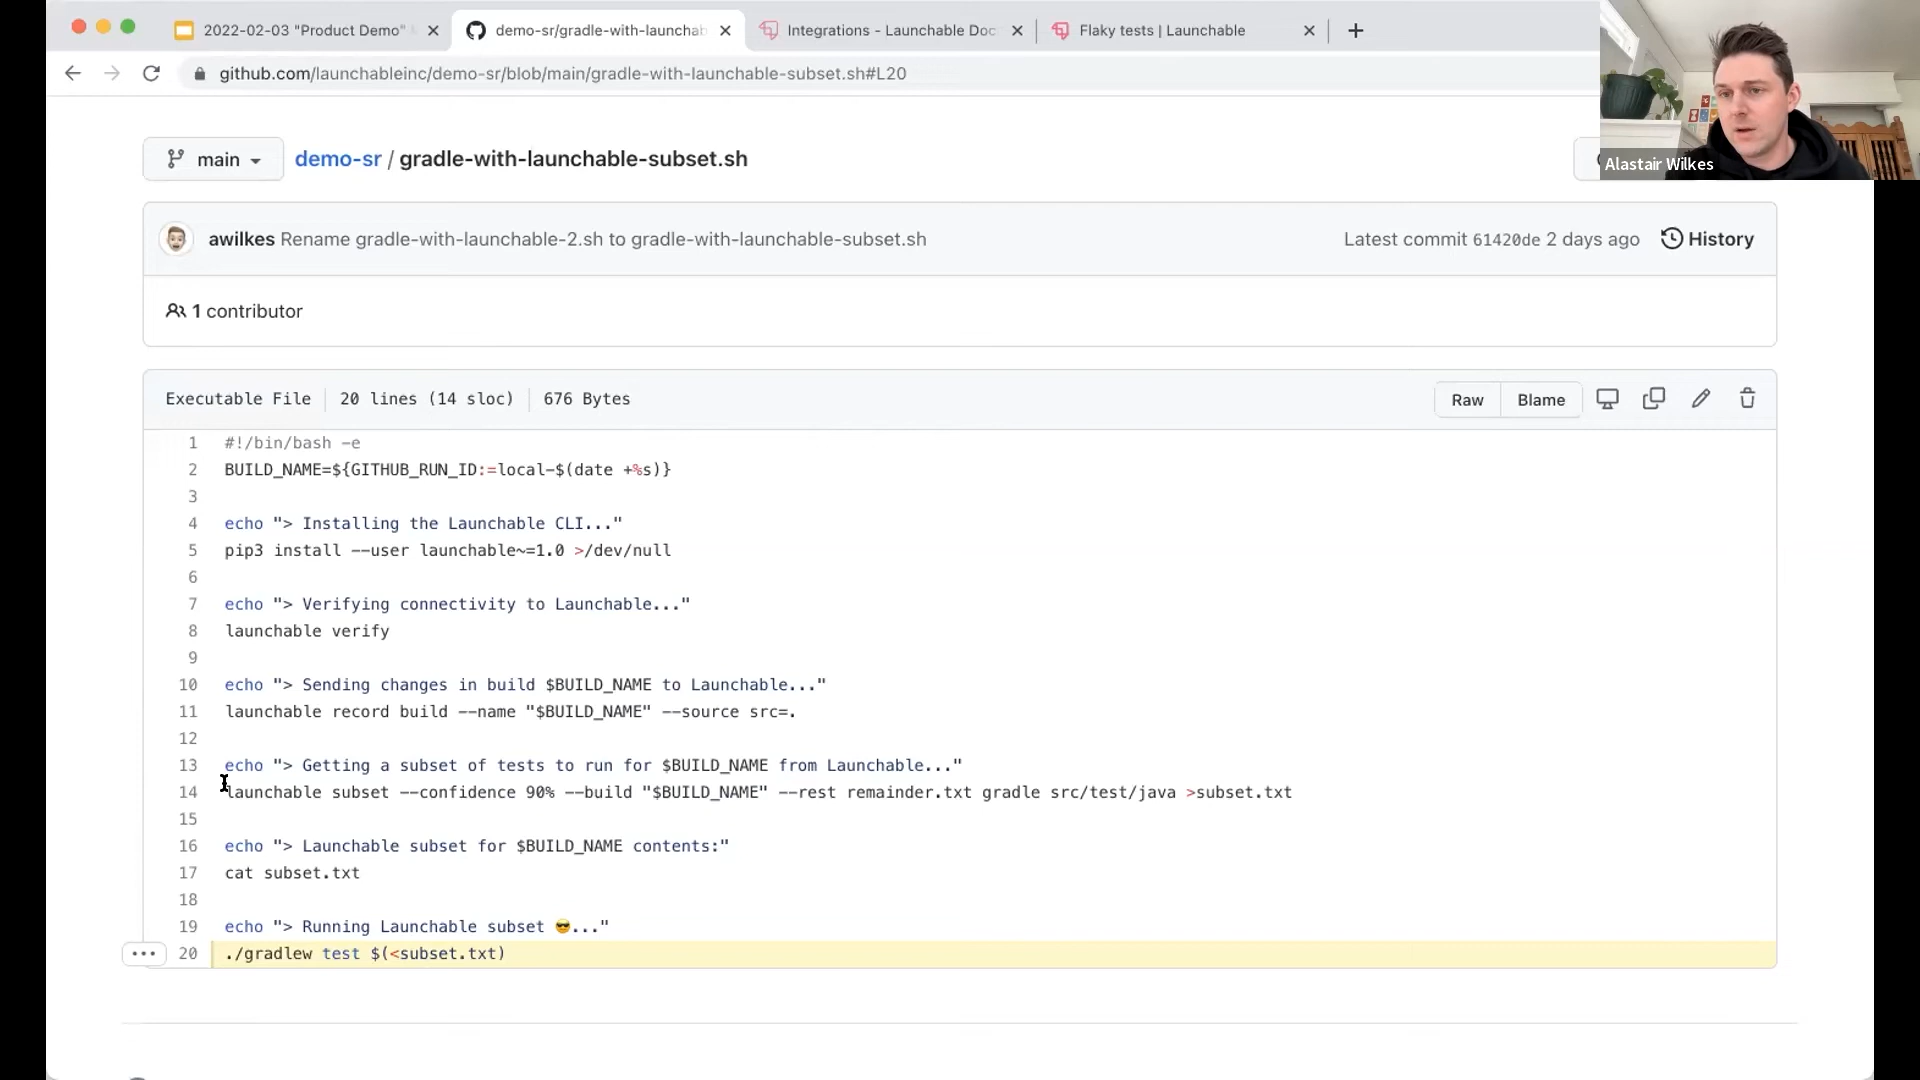 2022-02-03 "Product Demo"
demo-sr/gradle-with-launchab
Integrations - Launchable Doc
Flaky tests | Launchable
github.com/launchableinc/demo-sr/blob/main/gradle-with-launchable-subset.sh#L20
Alastair Wilkes
main
demo-sr / gradle-with-launchable-subset.sh
awilkes Rename gradle-with-launchable-2.sh to gradle-with-launchable-subset.sh
Latest commit 61420de 2 days ago
History
1 contributor
Executable File
20 lines (14 sloc)
676 Bytes
Raw
Blame
1 #!/bin/bash -e
2 BUILD_NAME=${GITHUB_RUN_ID:=local-$(date +%s)}
3
4 echo "> Installing the Launchable CLI..."
5 pip3 install --user launchable~=1.0 >/dev/null
6
7 echo "> Verifying connectivity to Launchable..."
8 launchable verify
9
10 echo "> Sending changes in build $BUILD_NAME to Launchable..."
11 launchable record build --name "$BUILD_NAME" --source src=.
12
13 echo "> Getting a subset of tests to run for $BUILD_NAME from Launchable..."
14 launchable subset --confidence 90% --build "$BUILD_NAME" --rest remainder.txt gradle src/test/java >subset.txt
15
16 echo "> Launchable subset for $BUILD_NAME contents:"
17 cat subset.txt
18
19 echo "> Running Launchable subset 😎..."
20 ./gradlew test $(<subset.txt)